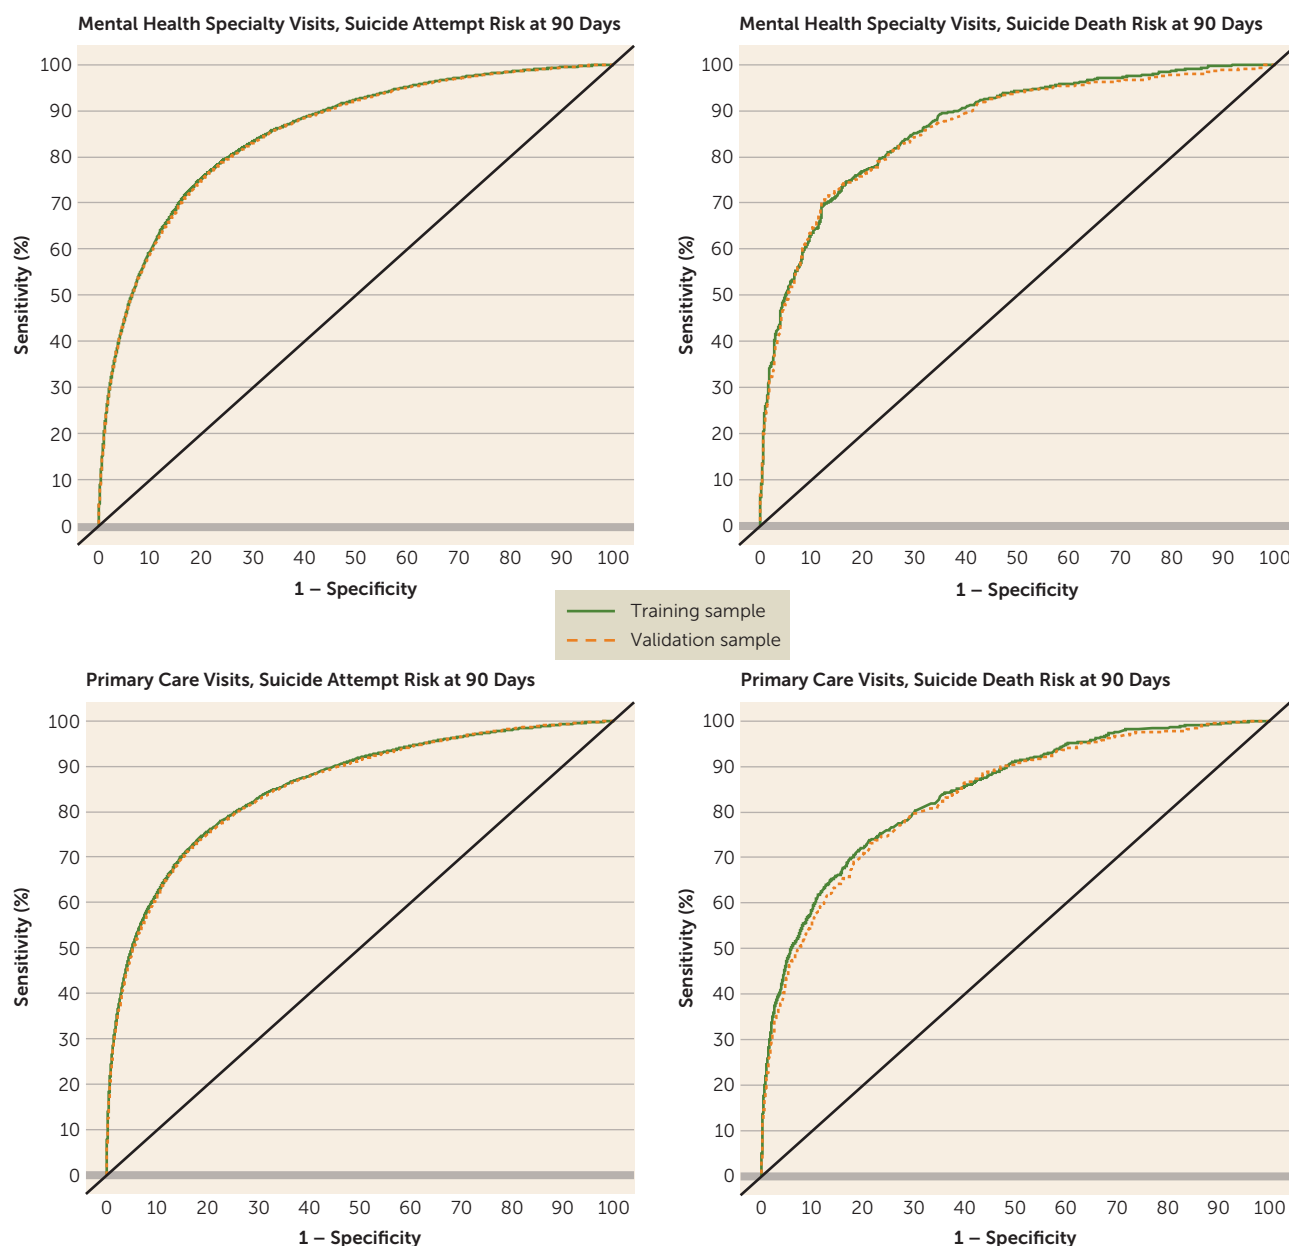 Mental Health Specialty Visits, Suicide Attempt Risk at 90 Days
100
90
80
70
60
50
40
30
20
10
0
Sensitivity (%)
0 10 20 30 40 50 60 70 80 90 100
1 – Specificity
Mental Health Specialty Visits, Suicide Death Risk at 90 Days
100
90
80
70
60
50
40
30
20
10
0
Sensitivity (%)
0 10 20 30 40 50 60 70 80 90 100
1 – Specificity
Training sample
Validation sample
Primary Care Visits, Suicide Attempt Risk at 90 Days
100
90
80
70
60
50
40
30
20
10
0
Sensitivity (%)
0 10 20 30 40 50 60 70 80 90 100
1 – Specificity
Primary Care Visits, Suicide Death Risk at 90 Days
100
90
80
70
60
50
40
30
20
10
0
Sensitivity (%)
0 10 20 30 40 50 60 70 80 90 100
1 – Specificity